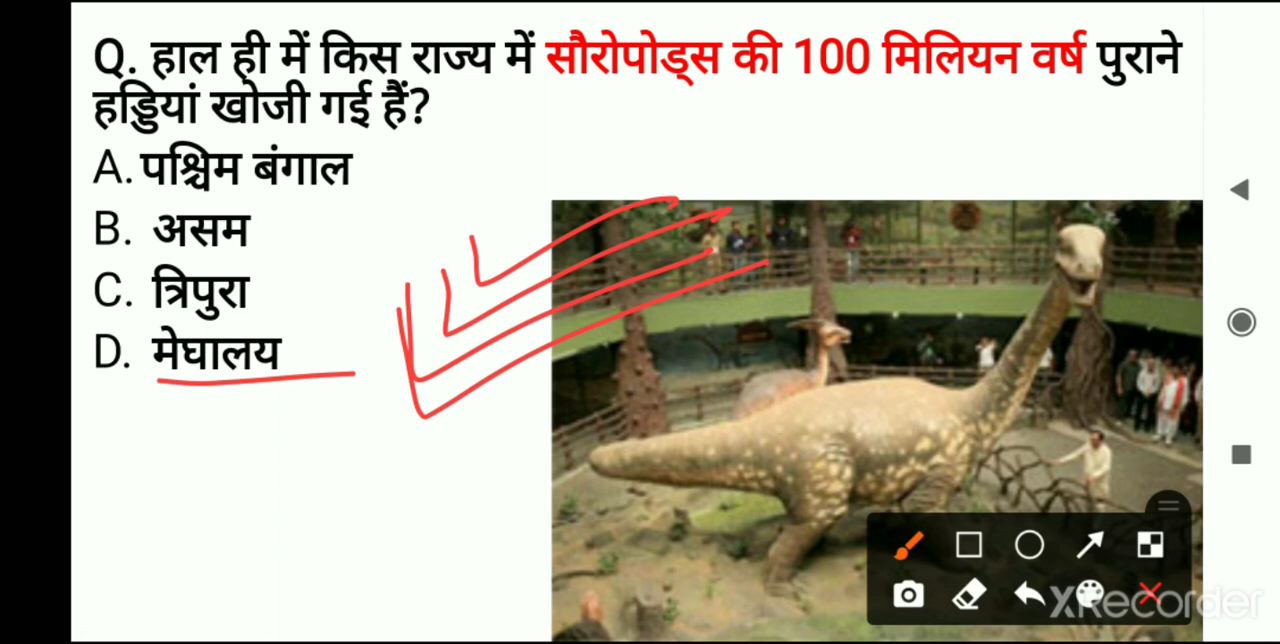 Q. हाल ही में किस राज्य में सौरोपोड्स की 100 मिलियन वर्ष पुराने
हड्डियां खोजी गई हैं?
A. पश्चिम बंगाल
B. असम
C. त्रिपुरा
D. मेघालय
XRecorder